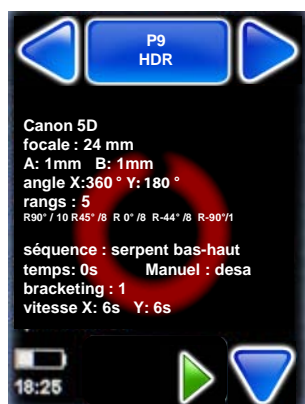 P9
HDR
Canon 5D
focale : 24 mm
A: 1mm B: 1mm
angle X:360 ° Y: 180 °
rangs : 5
R90° / 10 R45° /8 R 0° /8 R-44° /8 R-90°/1
séquence : serpent bas-haut
temps: 0s Manuel : desa
bracketing : 1
vitesse X: 6s Y: 6s
18:25